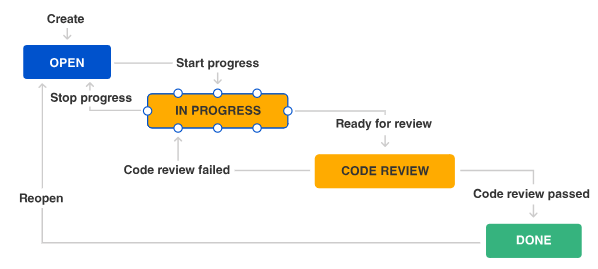 Create
OPEN
Start progress
Stop progress
IN PROGRESS
Ready for review
Code review failed
CODE REVIEW
Reopen
Code review passed
DONE